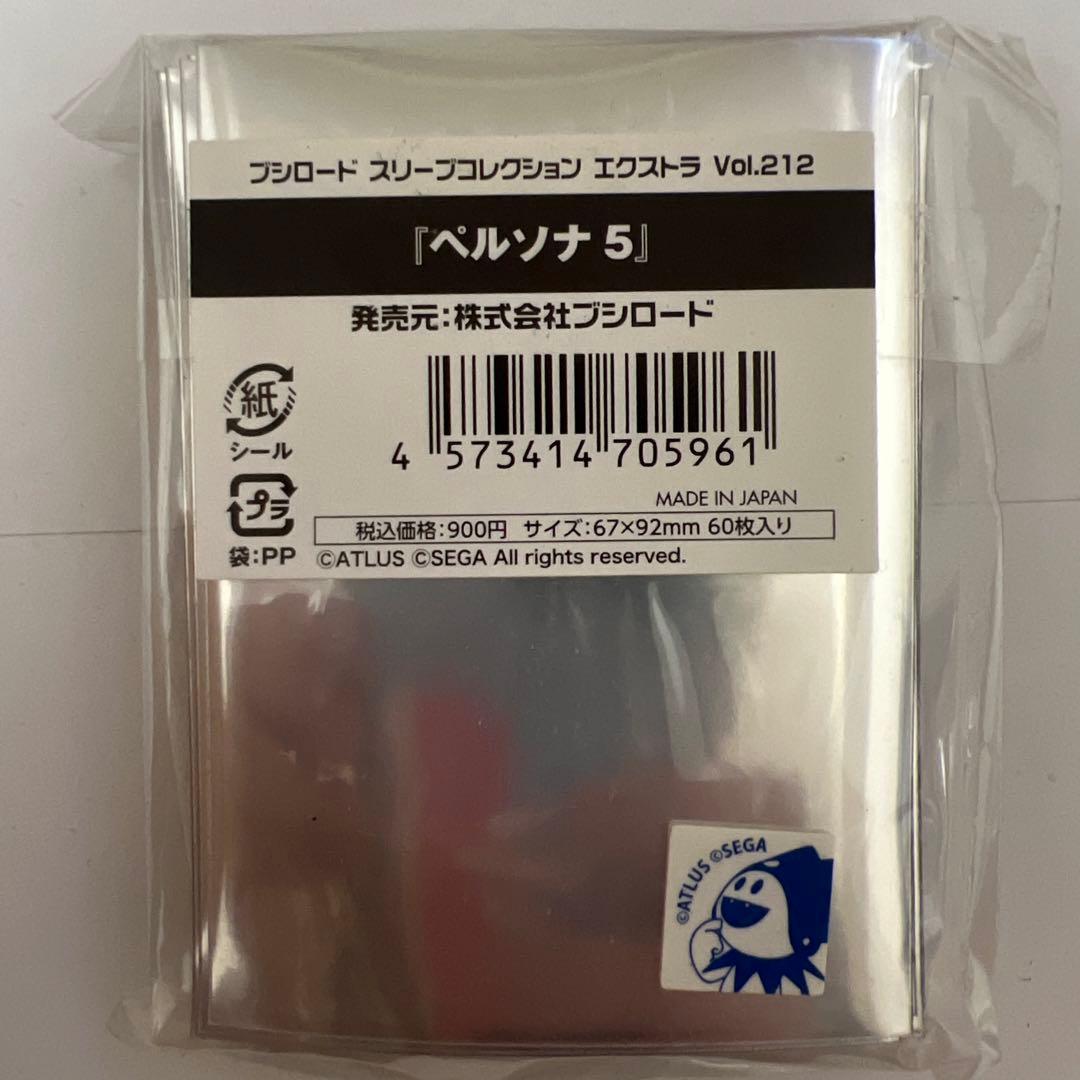 ブシロード スリーブコレクション エクストラ Vol.212
『ペルソナ5』
発売元:株式会社ブシロード
紙
シール
4 573414 705961
プラ
袋:PP
MADE IN JAPAN
税込価格:900円 サイズ:67×92mm 60枚入り
©ATLUS ©SEGA All rights reserved.
©ATLUS ©SEGA